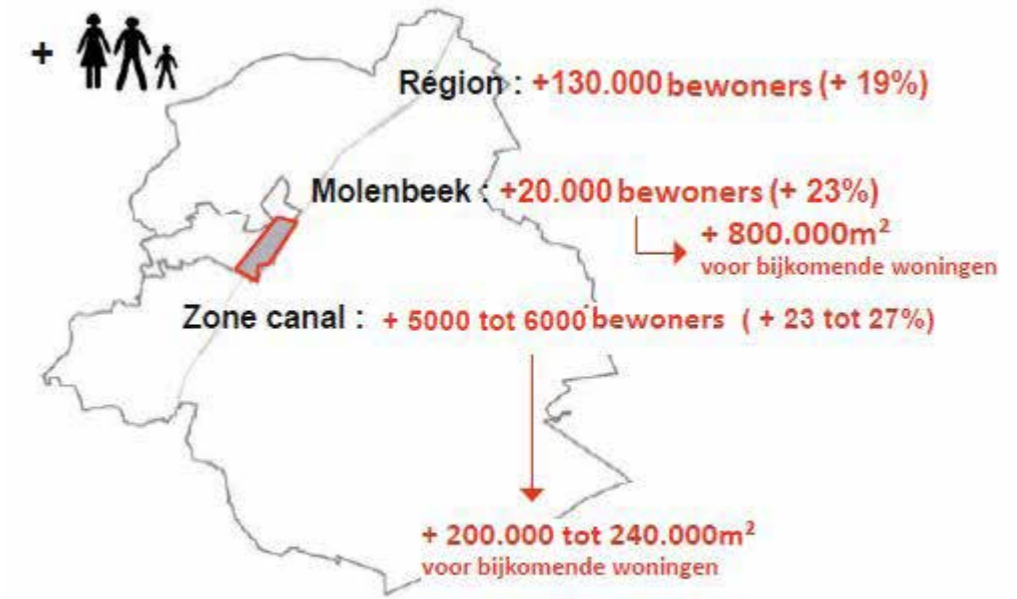 +
Région : +130.000 bewoners (+ 19%)
Molenbeek : +20.000 bewoners (+ 23%)
+ 800.000m²
voor bijkomende woningen
Zone canal : + 5000 tot 6000 bewoners ( + 23 tot 27%)
+ 200.000 tot 240.000m²
voor bijkomende woningen